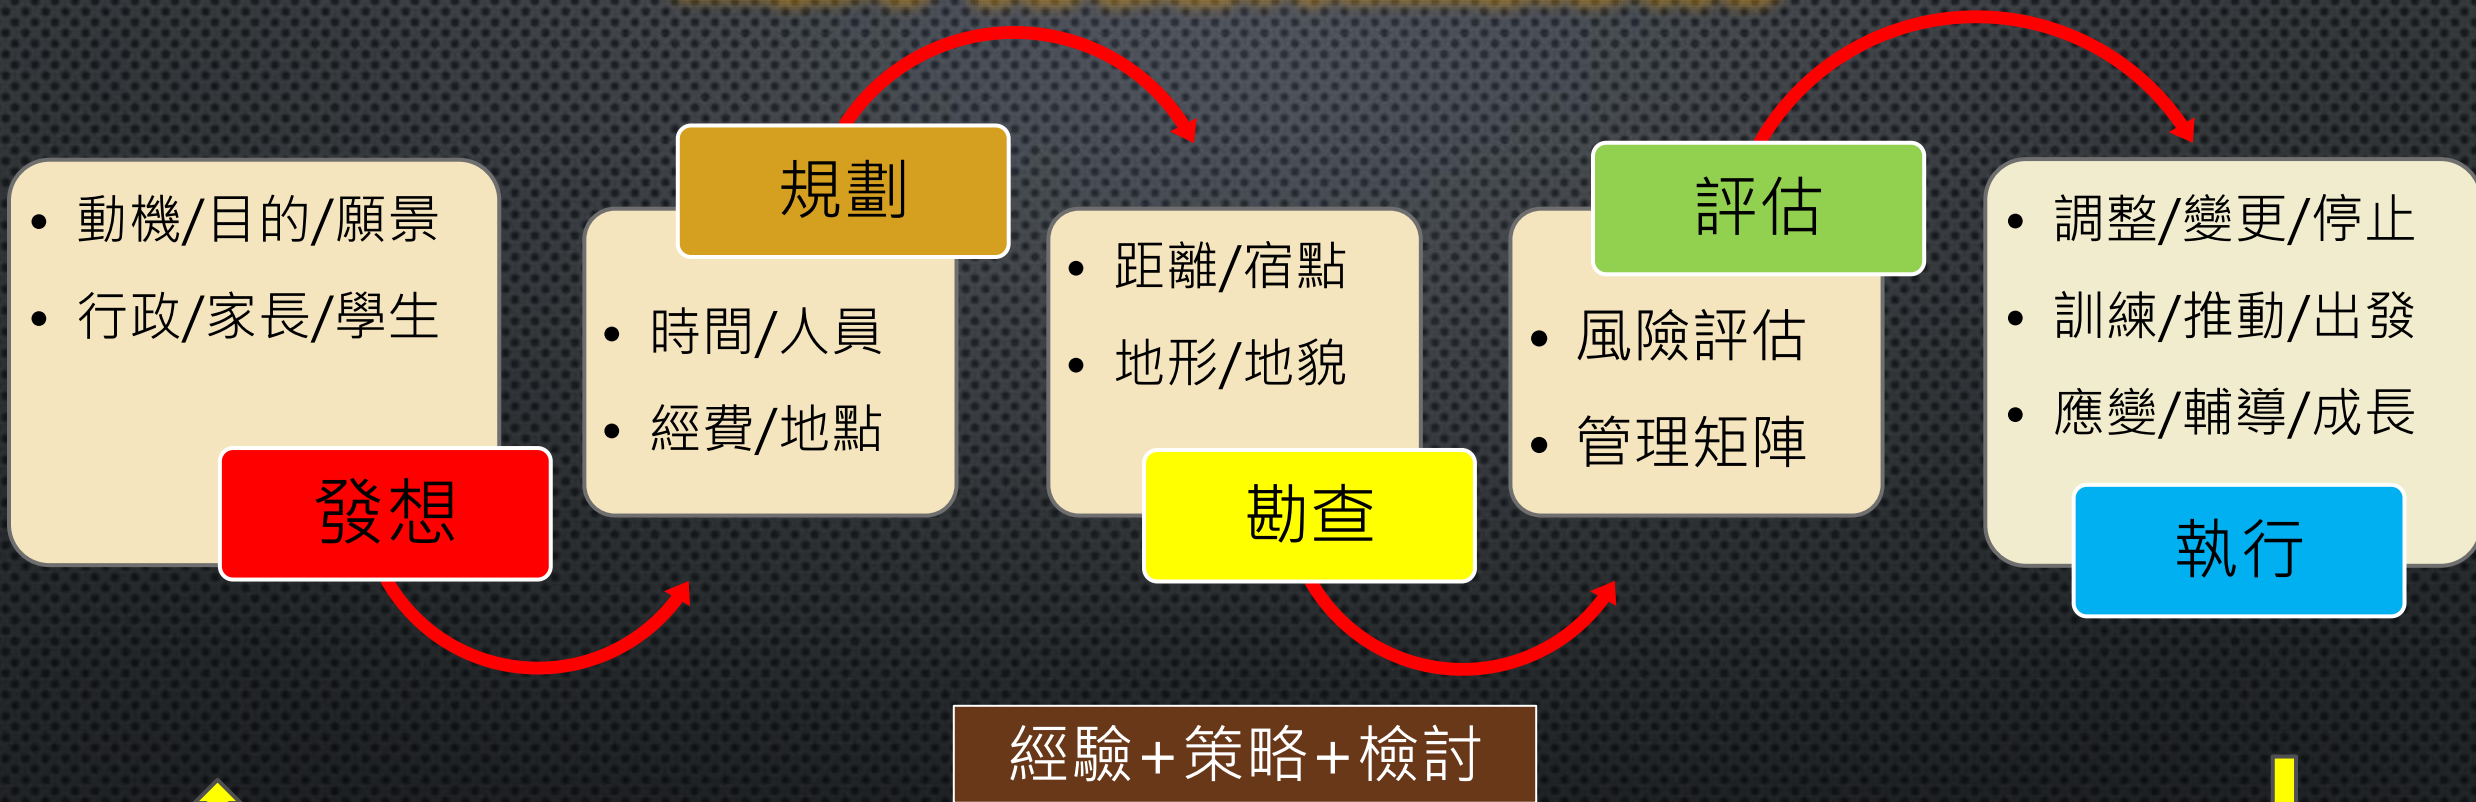 • 動機/目的/願景
• 行政/家長/學生
發想
規劃
• 時間/人員
• 經費/地點
• 距離/宿點
• 地形/地貌
勘查
評估
• 風險評估
• 管理矩陣
• 調整/變更/停止
• 訓練/推動/出發
• 應變/輔導/成長
執行
經驗+策略+檢討